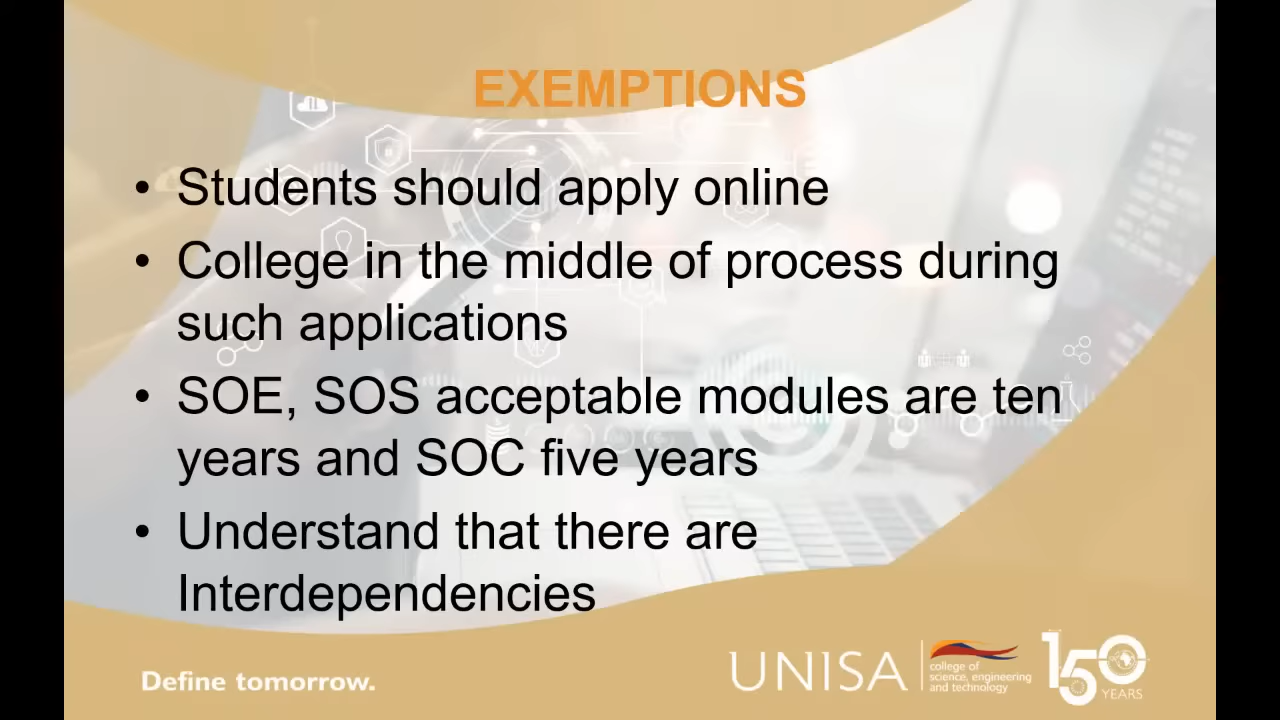 EXEMPTIONS
• Students should apply online
• College in the middle of process during
such applications
• SOE, SOS acceptable modules are ten
years and SOC five years
• Understand that there are
Interdependencies
Define tomorrow.
UNISA
college of
science, engineering
and technology
150
YEARS